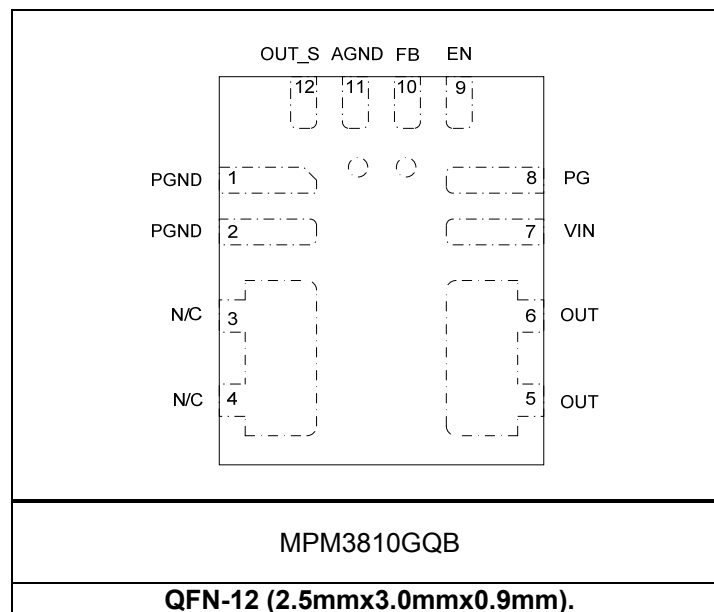 OUT_S AGND FB EN
12 11 10 9
PGND 1 8 PG
PGND 2 7 VIN
N/C 3 6 OUT
N/C 4 5 OUT
MPM3810GQB
QFN-12 (2.5mmx3.0mmx0.9mm).